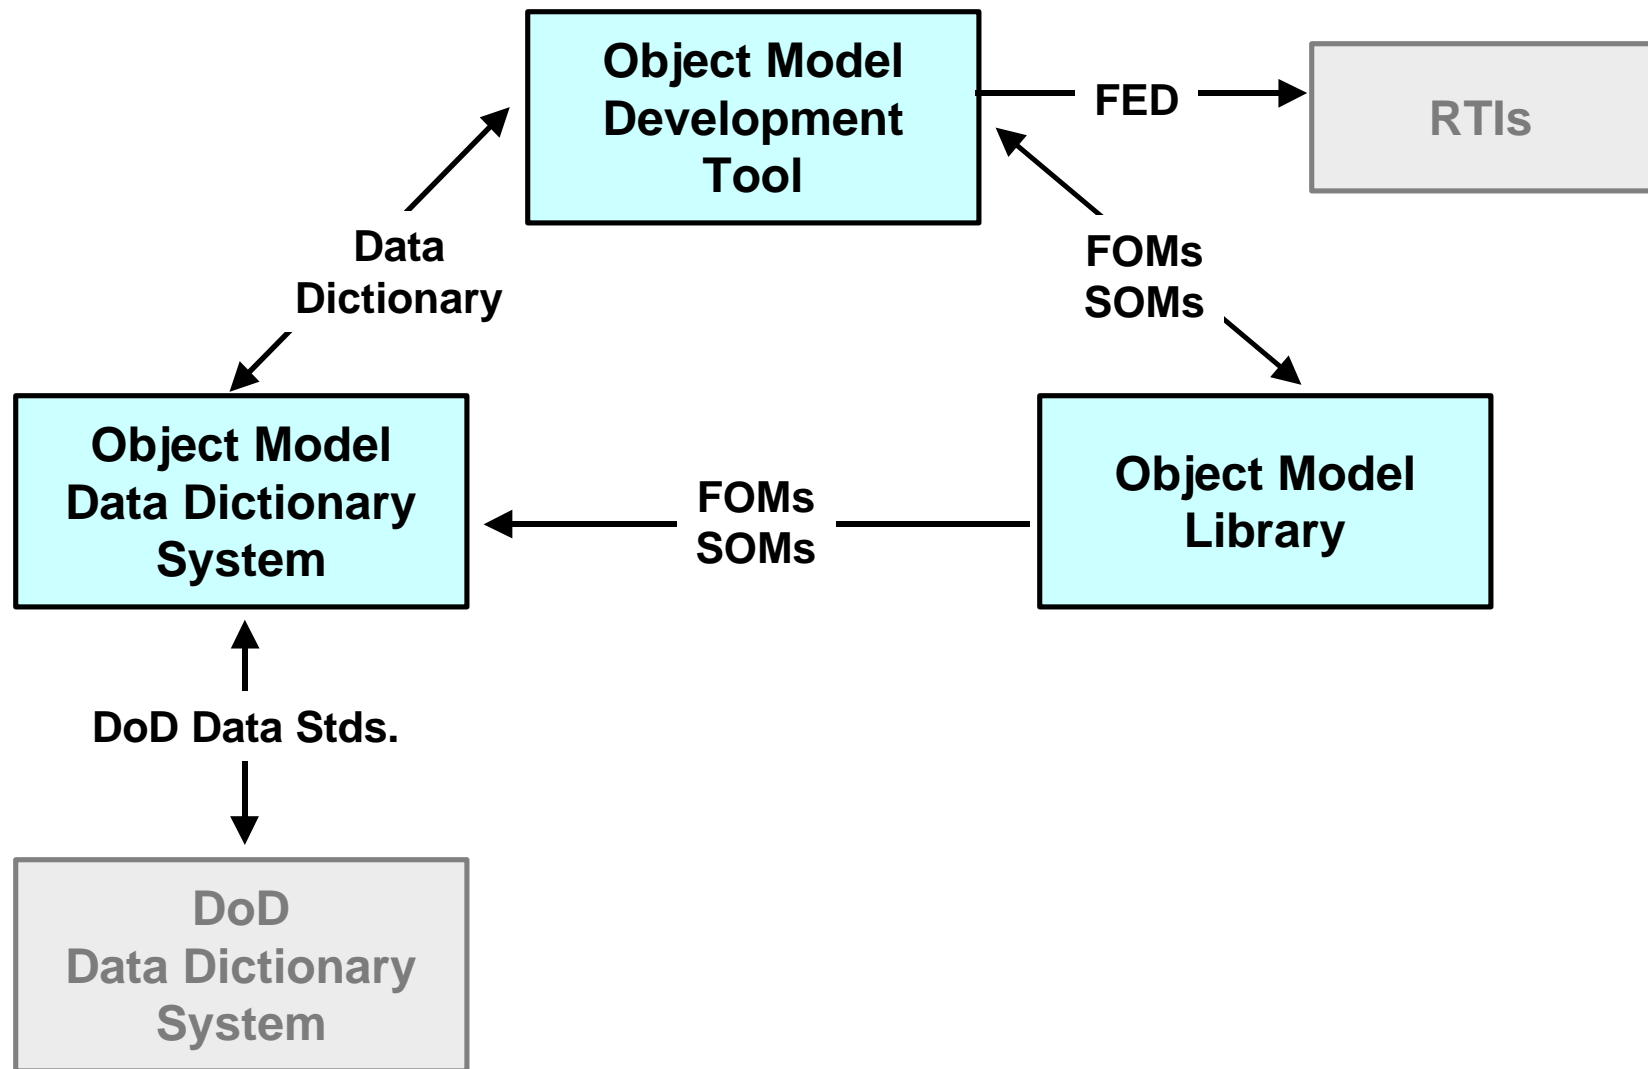 Object Model
Development
Tool
FED
RTIs
Data
Dictionary
FOMs
SOMs
Object Model
Data Dictionary
System
FOMs
SOMs
Object Model
Library
DoD Data Stds.
DoD
Data Dictionary
System